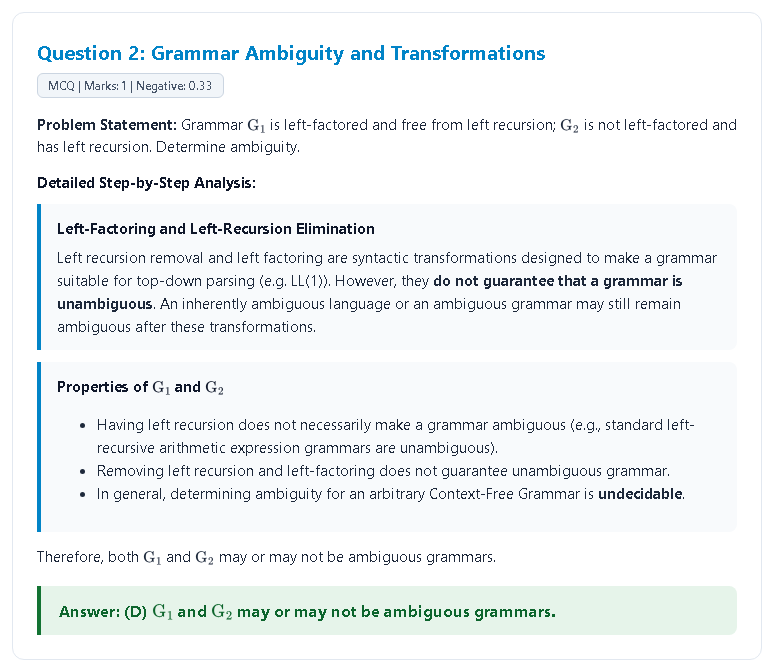 Question 2: Grammar Ambiguity and Transformations
MCQ | Marks: 1 | Negative: 0.33
Problem Statement: Grammar G₁ is left-factored and free from left recursion; G₂ is not left-factored and
has left recursion. Determine ambiguity.
Detailed Step-by-Step Analysis:
Left-Factoring and Left-Recursion Elimination
Left recursion removal and left factoring are syntactic transformations designed to make a grammar
suitable for top-down parsing (e.g. LL(1)). However, they do not guarantee that a grammar is
unambiguous. An inherently ambiguous language or an ambiguous grammar may still remain
ambiguous after these transformations.
Properties of G₁ and G₂
• Having left recursion does not necessarily make a grammar ambiguous (e.g., standard left-
recursive arithmetic expression grammars are unambiguous).
• Removing left recursion and left-factoring does not guarantee unambiguous grammar.
• In general, determining ambiguity for an arbitrary Context-Free Grammar is undecidable.
Therefore, both G₁ and G₂ may or may not be ambiguous grammars.
Answer: (D) G₁ and G₂ may or may not be ambiguous grammars.